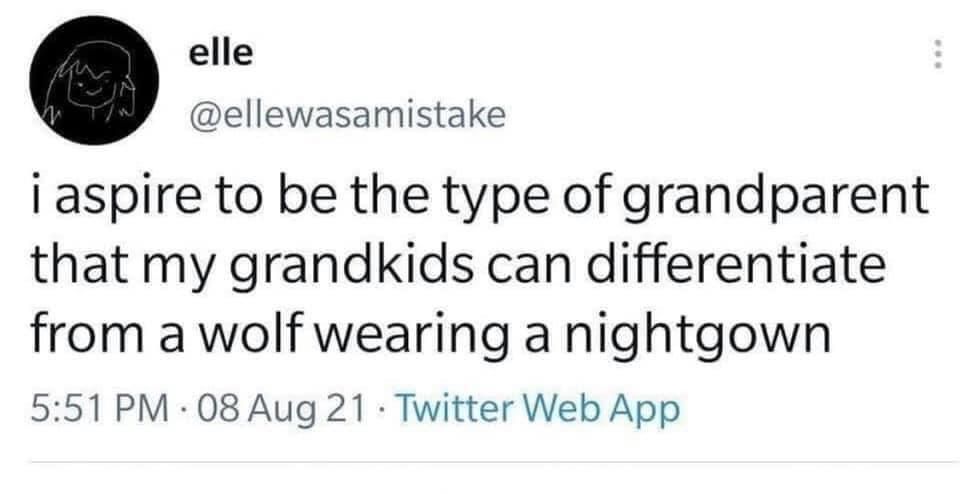 elle
@ellewasamistake
i aspire to be the type of grandparent
that my grandkids can differentiate
from a wolf wearing a nightgown
5:51 PM · 08 Aug 21 · Twitter Web App